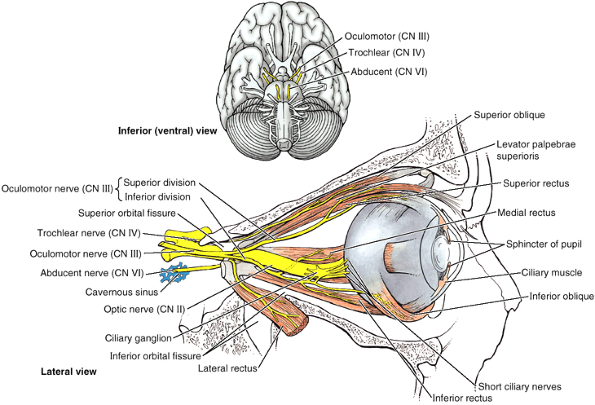 Oculomotor (CN III)
Trochlear (CN IV)
Abducent (CN VI)
Inferior (ventral) view
Superior oblique
Levator palpebrae
superioris
Superior rectus
Medial rectus
Sphincter of pupil
Ciliary muscle
Inferior oblique
Short ciliary nerves
Inferior rectus
Oculomotor nerve (CN III)
Superior division
Inferior division
Superior orbital fissure
Trochlear nerve (CN IV)
Oculomotor nerve (CN III)
Abducent nerve (CN VI)
Cavernous sinus
Optic nerve (CN II)
Ciliary ganglion
Inferior orbital fissure
Lateral rectus
Lateral view